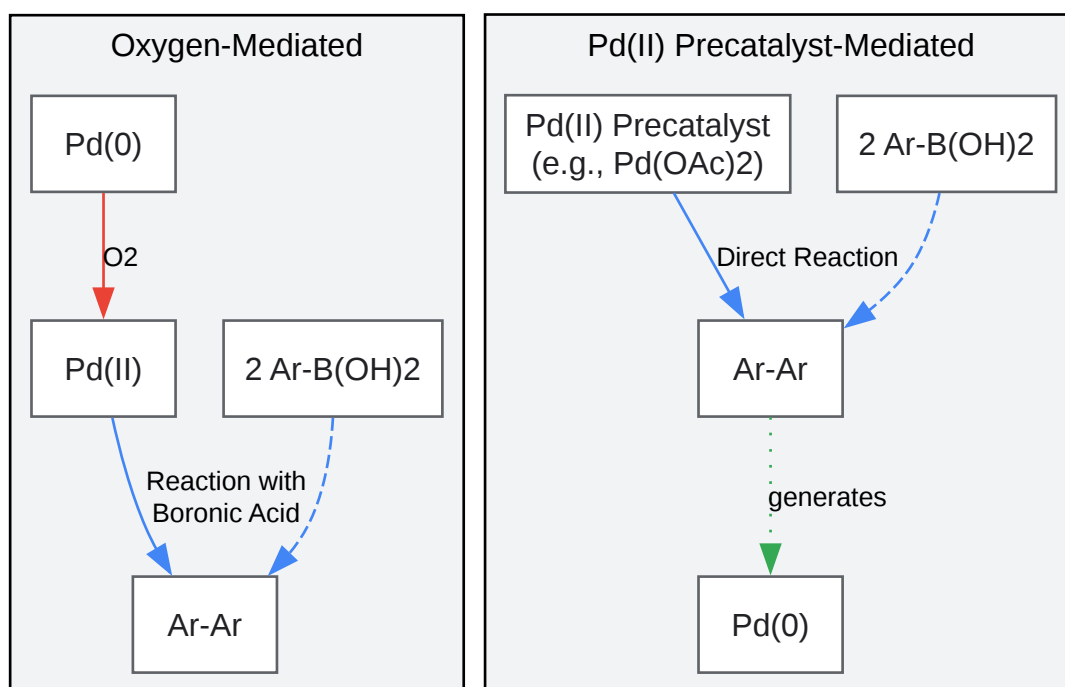 Oxygen-Mediated
Pd(0)
O2
Pd(II)
2 Ar-B(OH)2
Reaction with
Boronic Acid
Ar-Ar
Pd(II) Precatalyst-Mediated
Pd(II) Precatalyst
(e.g., Pd(OAc)2)
2 Ar-B(OH)2
Direct Reaction
Ar-Ar
generates
Pd(0)